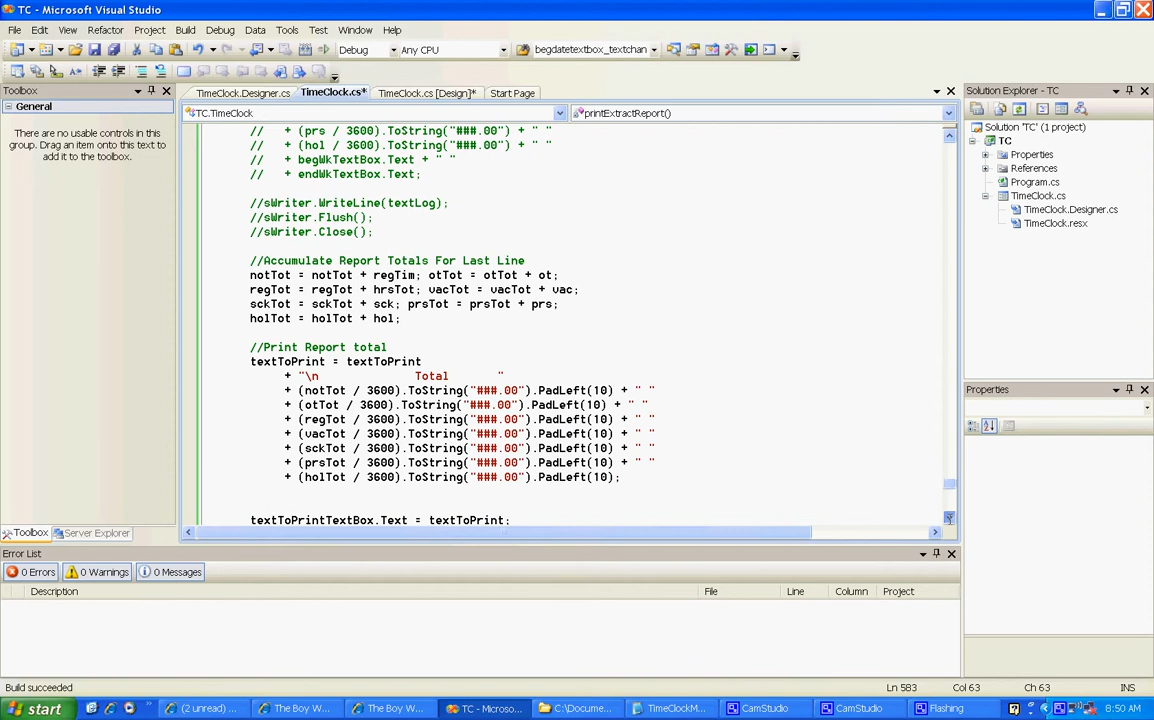 TC - Microsoft Visual Studio
File Edit View Refactor Project Build Debug Data Tools Test Window Help
Debug Any CPU begdatetextbox_textchan
Toolbox
TimeClock.Designer.cs TimeClock.cs* TimeClock.cs [Design]* Start Page
Solution Explorer - TC
General
TC.TimeClock printExtractReport()
There are no usable controls in this
group. Drag an item onto this text to
add it to the toolbox.
// + (prs / 3600).ToString("###.00") + " "
// + (hol / 3600).ToString("###.00") + " "
// + begWkTextBox.Text + " "
// + endWkTextBox.Text;
//sWriter.WriteLine(textLog);
//sWriter.Flush();
//sWriter.Close();
//Accumulate Report Totals For Last Line
notTot = notTot + regTim; otTot = otTot + ot;
regTot = regTot + hrsTot; vacTot = vacTot + vac;
sckTot = sckTot + sck; prsTot = prsTot + prs;
holTot = holTot + hol;
//Print Report total
textToPrint = textToPrint
+ "\n Total "
+ (notTot / 3600).ToString("###.00").PadLeft(10) + " "
+ (otTot / 3600).ToString("###.00").PadLeft(10) + " "
+ (regTot / 3600).ToString("###.00").PadLeft(10) + " "
+ (vacTot / 3600).ToString("###.00").PadLeft(10) + " "
+ (sckTot / 3600).ToString("###.00").PadLeft(10) + " "
+ (prsTot / 3600).ToString("###.00").PadLeft(10) + " "
+ (holTot / 3600).ToString("###.00").PadLeft(10);
textToPrintTextBox.Text = textToPrint;
Solution 'TC' (1 project)
TC
Properties
References
Program.cs
TimeClock.cs
TimeClock.Designer.cs
TimeClock.resx
Properties
Toolbox Server Explorer
Error List
0 Errors 0 Warnings 0 Messages
Description File Line Column Project
Build succeeded Ln 583 Col 63 Ch 63 INS
start (2 unread) ... The Boy W... The Boy W... TC - Microso... C:\Docume... TimeClockM... CamStudio CamStudio Flashing 8:50 AM